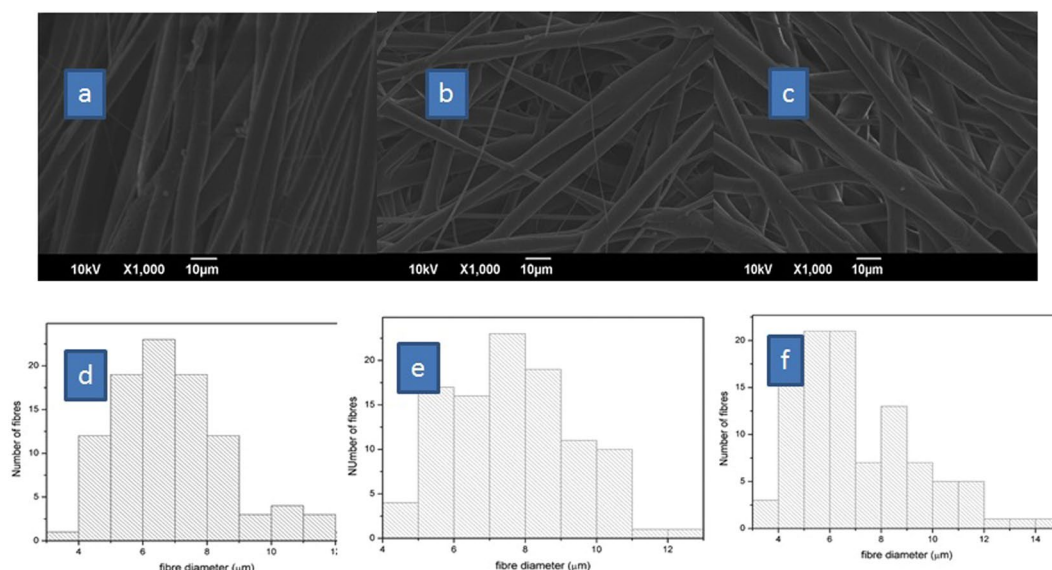 a
b
c
10kV X1,000 10µm
10kV X1,000 10µm
10kV X1,000 10µm
d
Number of fibres
20
15
10
5
0
4 6 8 10
fibre diameter (µm)
e
NUmber of fibres
20
15
10
5
0
4 6 8 10 12
fibre diameter (µm)
f
Number of fibres
20
15
10
5
0
4 6 8 10 12 14
fibre diameter (µm)